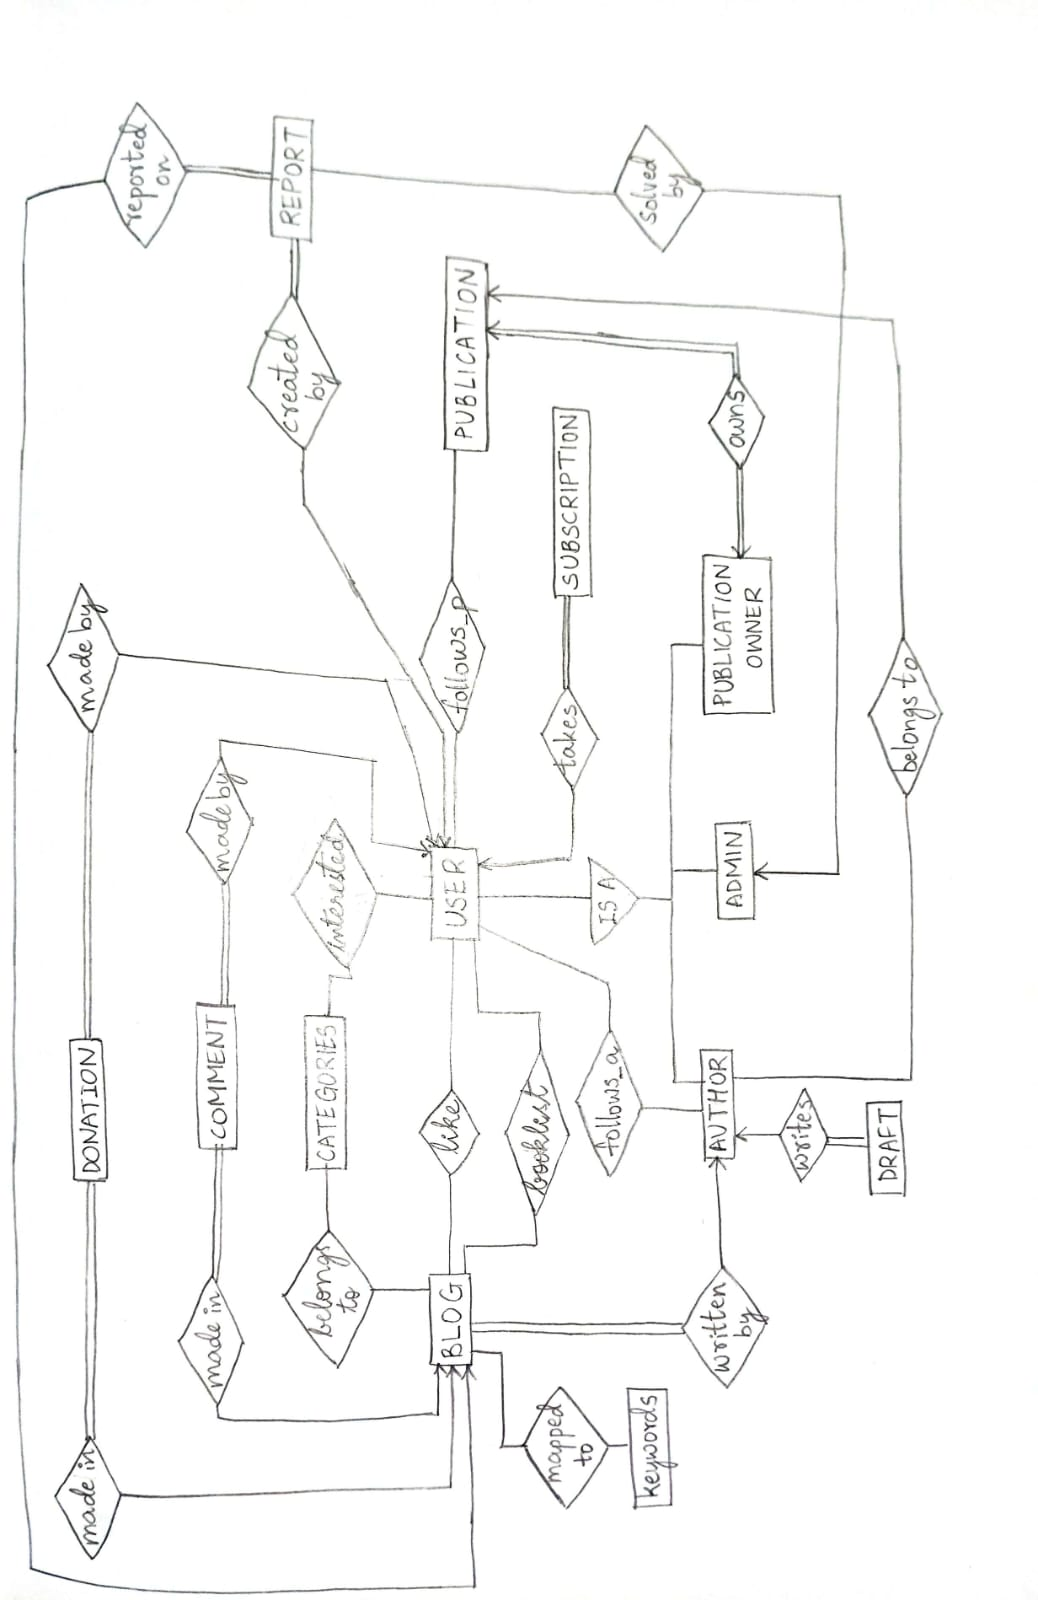 made in
DONATION
made by
reported
on
made in
COMMENT
made by
created
by
REPORT
belongs
to
CATEGORIES
interested
BLOG
like
USER
follows_p
PUBLICATION
booklist
takes
SUBSCRIPTION
mapped
to
keywords
follows_a
IS A
solved
by
written
by
AUTHOR
ADMIN
PUBLICATION
OWNER
owns
writes
DRAFT
belongs to